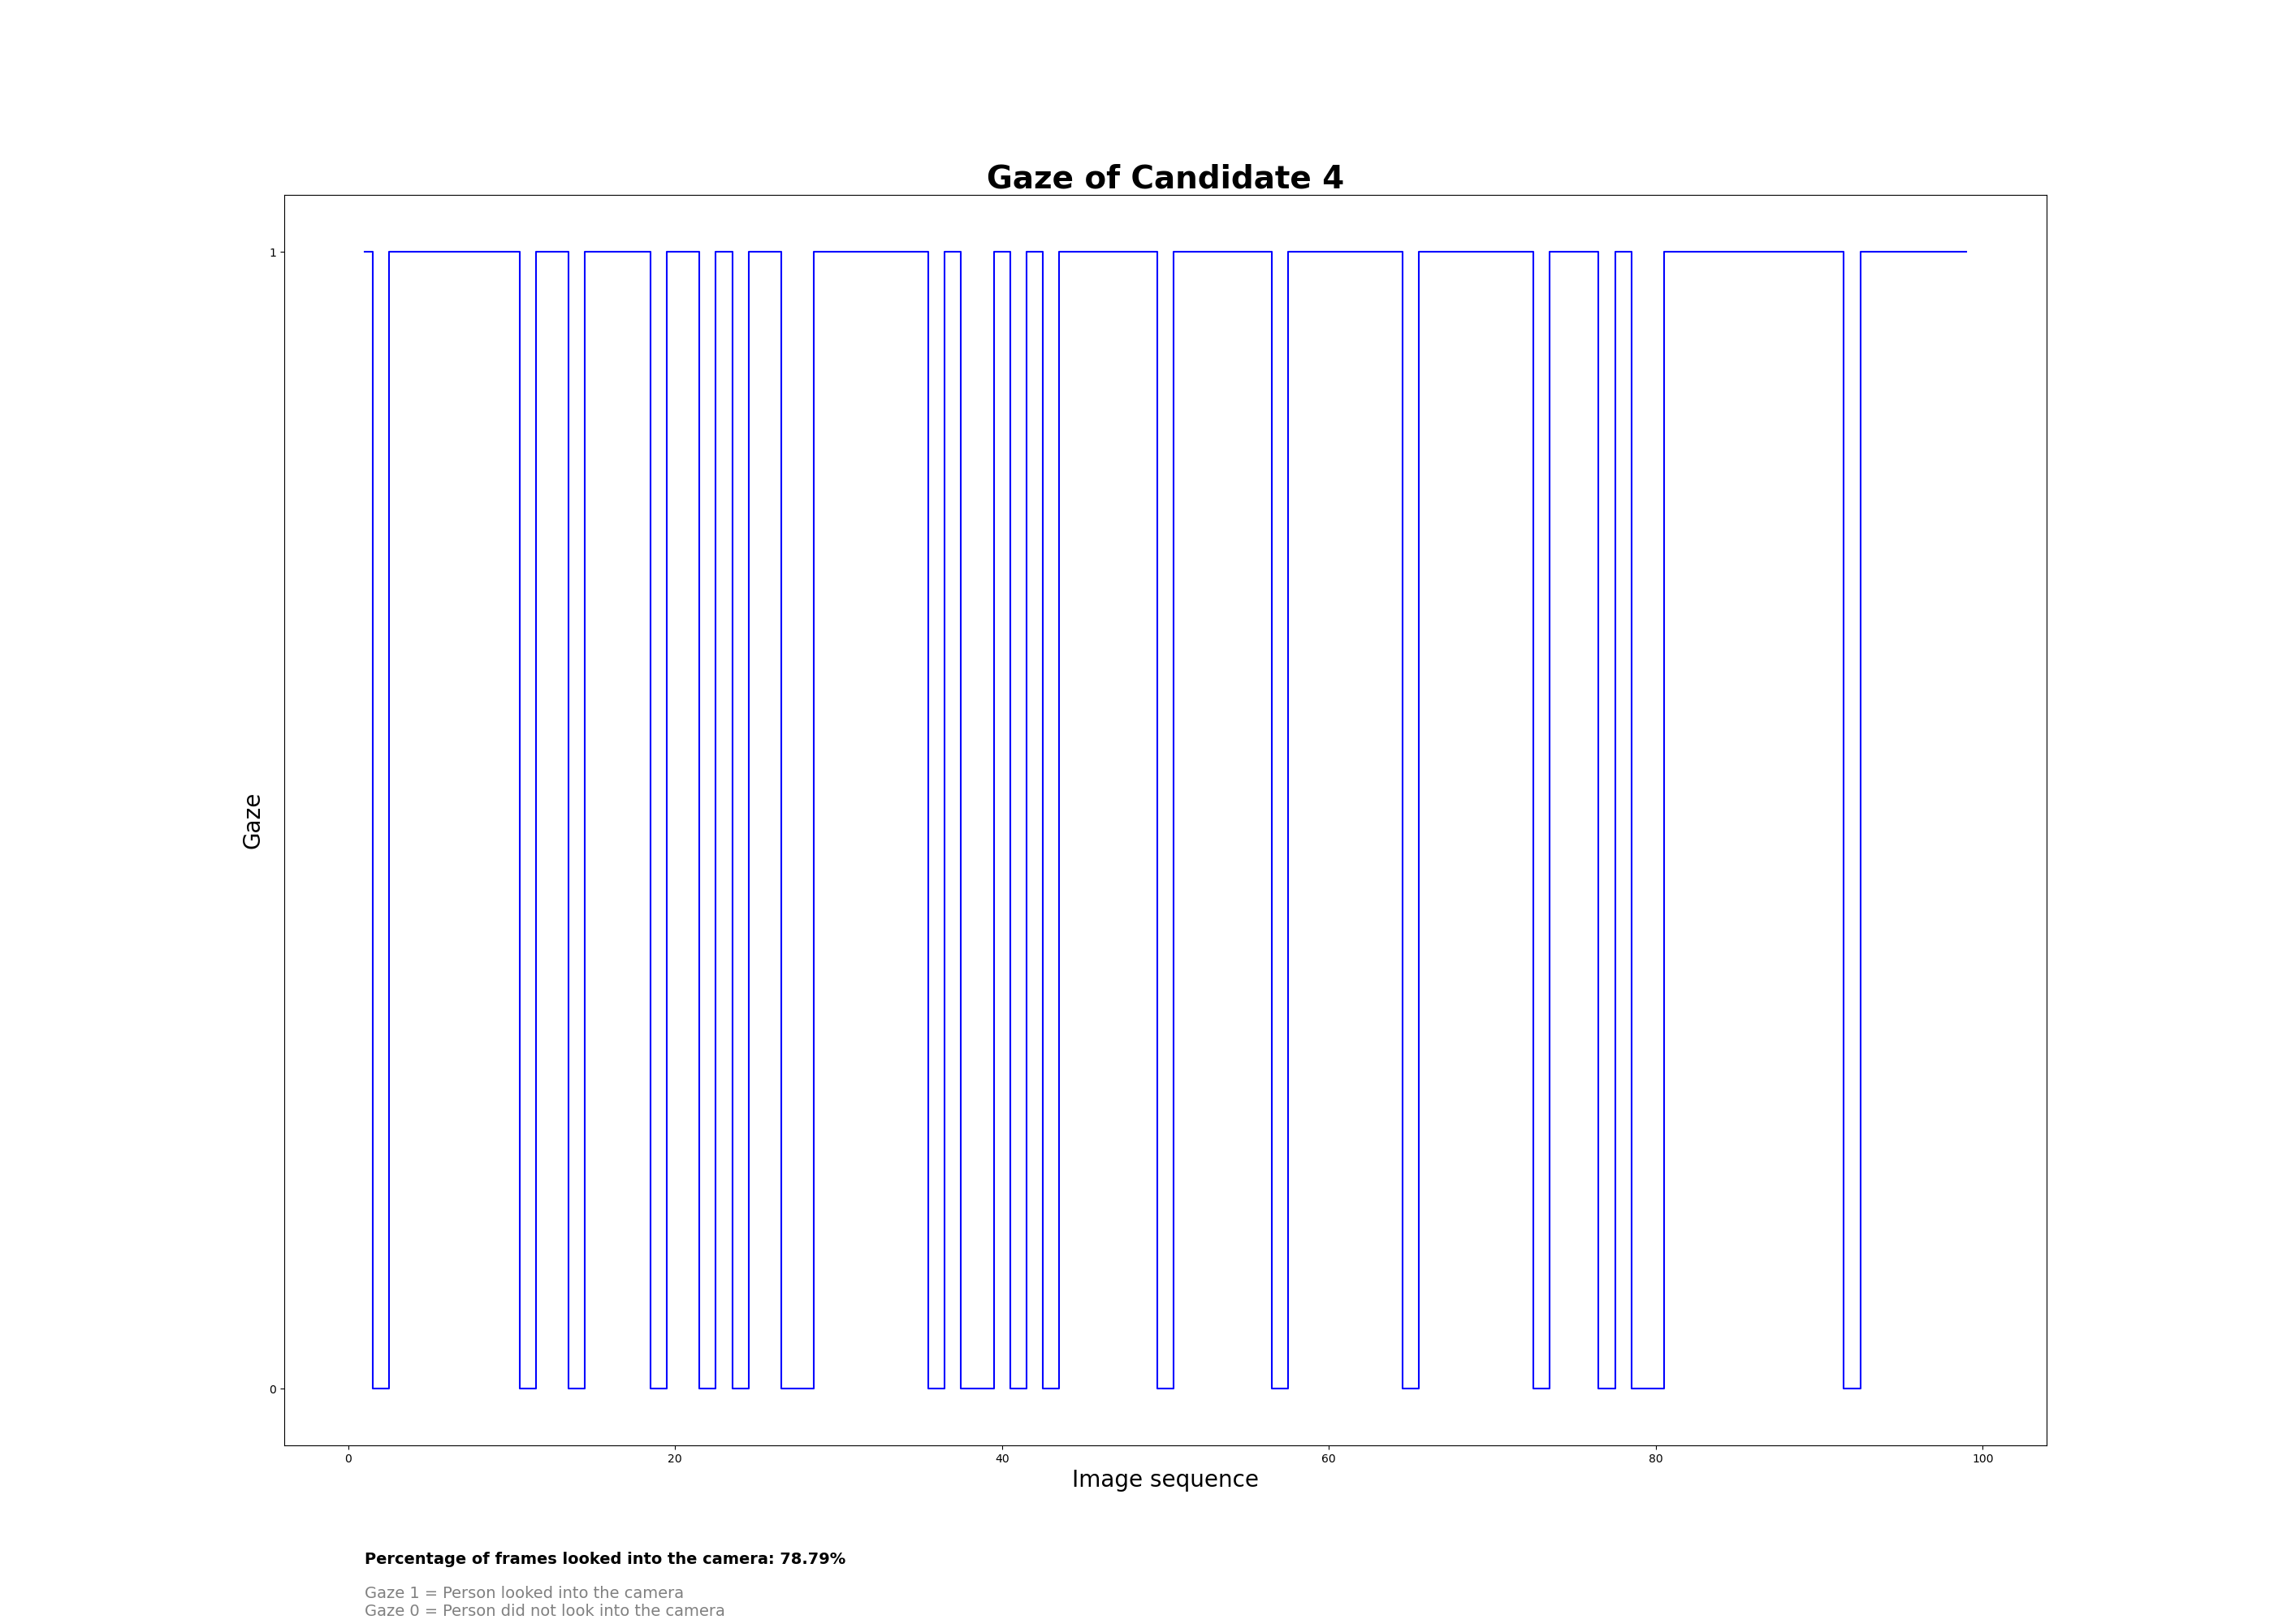 Gaze of Candidate 4
1
Gaze
0
0 20 40 60 80 100
Image sequence
Percentage of frames looked into the camera: 78.79%
Gaze 1 = Person looked into the camera
Gaze 0 = Person did not look into the camera